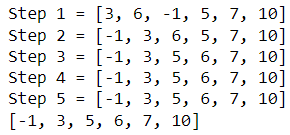 Step 1 = [3, 6, -1, 5, 7, 10]
Step 2 = [-1, 3, 6, 5, 7, 10]
Step 3 = [-1, 3, 5, 6, 7, 10]
Step 4 = [-1, 3, 5, 6, 7, 10]
Step 5 = [-1, 3, 5, 6, 7, 10]
[-1, 3, 5, 6, 7, 10]